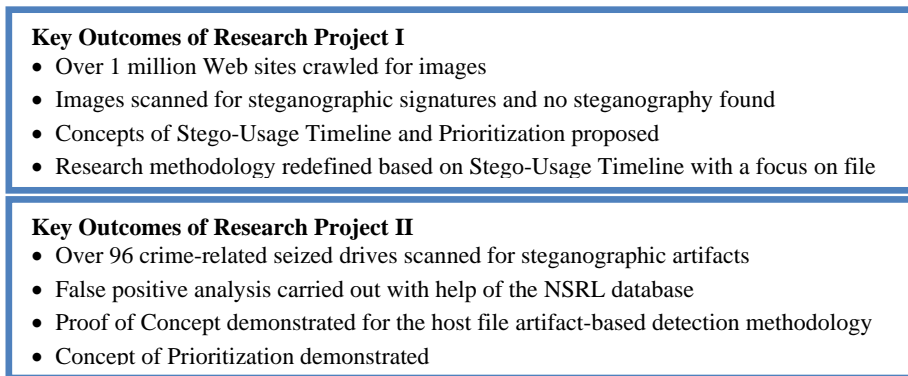 Key Outcomes of Research Project I
• Over 1 million Web sites crawled for images
• Images scanned for steganographic signatures and no steganography found
• Concepts of Stego-Usage Timeline and Prioritization proposed
• Research methodology redefined based on Stego-Usage Timeline with a focus on file
Key Outcomes of Research Project II
• Over 96 crime-related seized drives scanned for steganographic artifacts
• False positive analysis carried out with help of the NSRL database
• Proof of Concept demonstrated for the host file artifact-based detection methodology
• Concept of Prioritization demonstrated